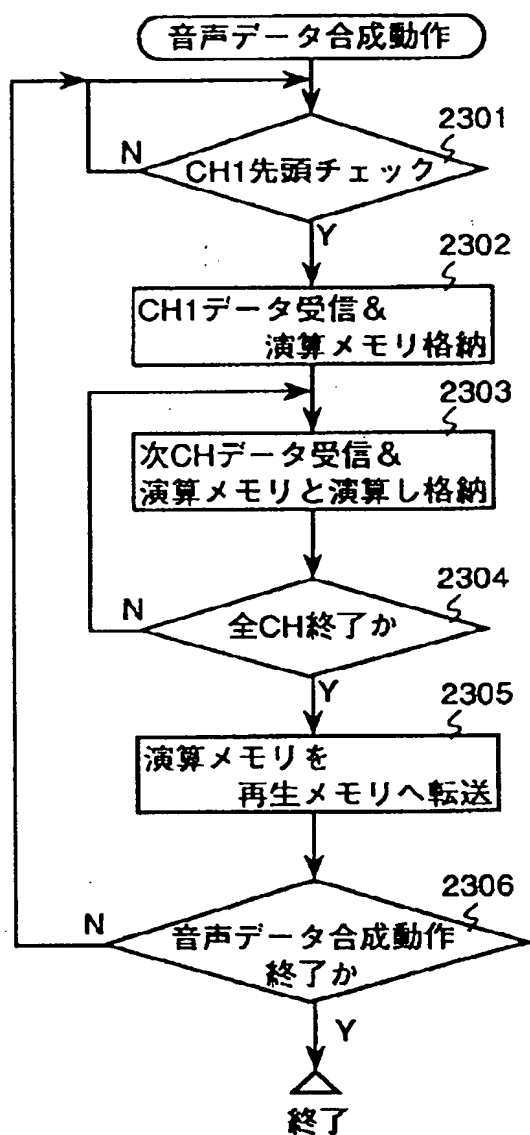 音声データ合成動作
2301
N
CH1先頭チェック
Y
2302
CH1データ受信&
演算メモリ格納
2303
次CHデータ受信&
演算メモリと演算し格納
2304
N
全CH終了か
Y
2305
演算メモリを
再生メモリへ転送
2306
N
音声データ合成動作
終了か
Y
終了